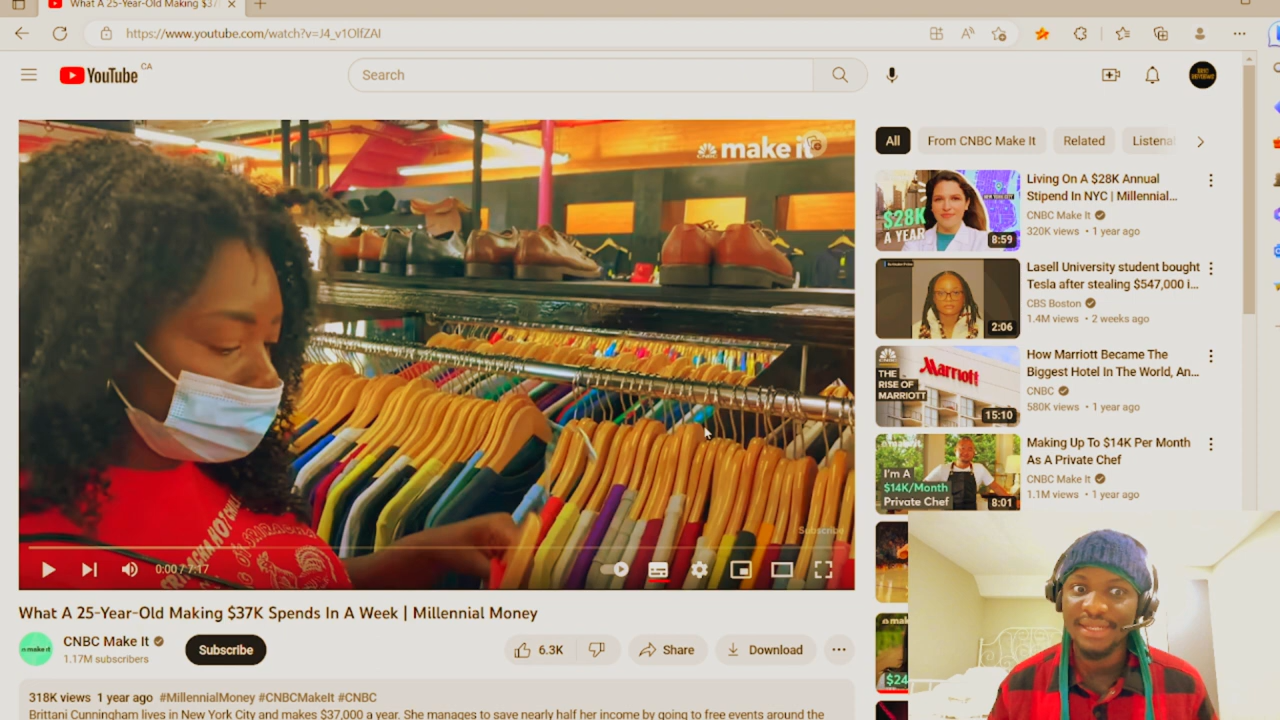 What A 25-Year-Old Making $37
https://www.youtube.com/watch?v=J4_v1OlfZAI
YouTube CA
Search
make it
All
From CNBC Make It
Related
Listena
Living On A $28K Annual
Stipend In NYC | Millennial...
CNBC Make It
320K views • 1 year ago
$28K
A YEAR
8:59
Lasell University student bought
Tesla after stealing $547,000 i...
CBS Boston
1.4M views • 2 weeks ago
2:06
How Marriott Became The
Biggest Hotel In The World, An...
CNBC
580K views • 1 year ago
THE
RISE OF
MARRIOTT
Marriott
15:10
Making Up To $14K Per Month
As A Private Chef
CNBC Make It
1.1M views • 1 year ago
I'm A
$14K/Month
Private Chef
8:01
$24
Subscribe
0:00 / 7:17
What A 25-Year-Old Making $37K Spends In A Week | Millennial Money
make it
CNBC Make It
1.17M subscribers
Subscribe
6.3K
Share
Download
318K views 1 year ago #MillennialMoney #CNBCMakeIt #CNBC
Brittani Cunningham lives in New York City and makes $37,000 a year. She manages to save nearly half her income by going to free events around the